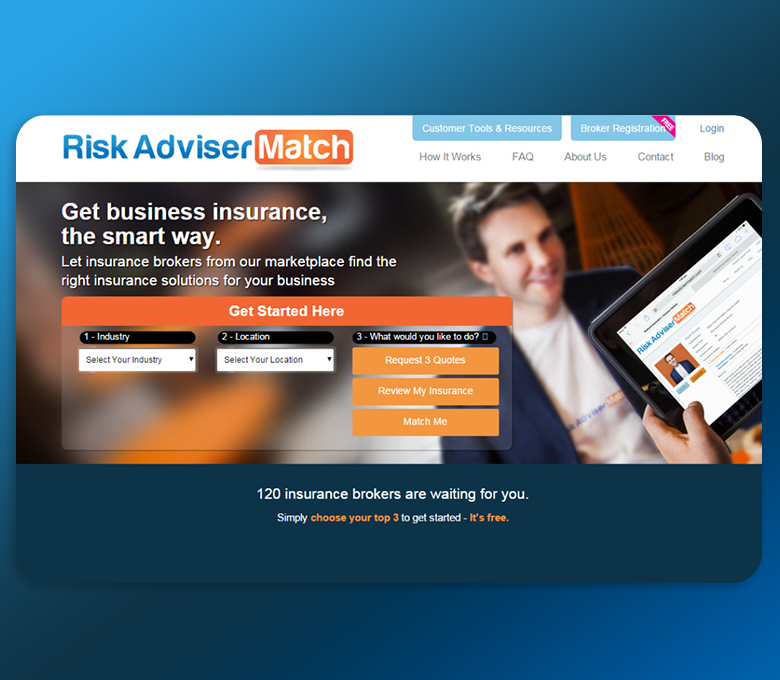 Customer Tools & Resources
Broker Registration
FREE
Login
Risk Adviser Match
How It Works
FAQ
About Us
Contact
Blog
Get business insurance,
the smart way.
Let insurance brokers from our marketplace find the
right insurance solutions for your business
Get Started Here
1 - Industry
2 - Location
3 - What would you like to do?
Select Your Industry
Select Your Location
Request 3 Quotes
Review My Insurance
Match Me
Risk Adviser Match
RiskAdviserMatch
120 insurance brokers are waiting for you.
Simply choose your top 3 to get started - It's free.